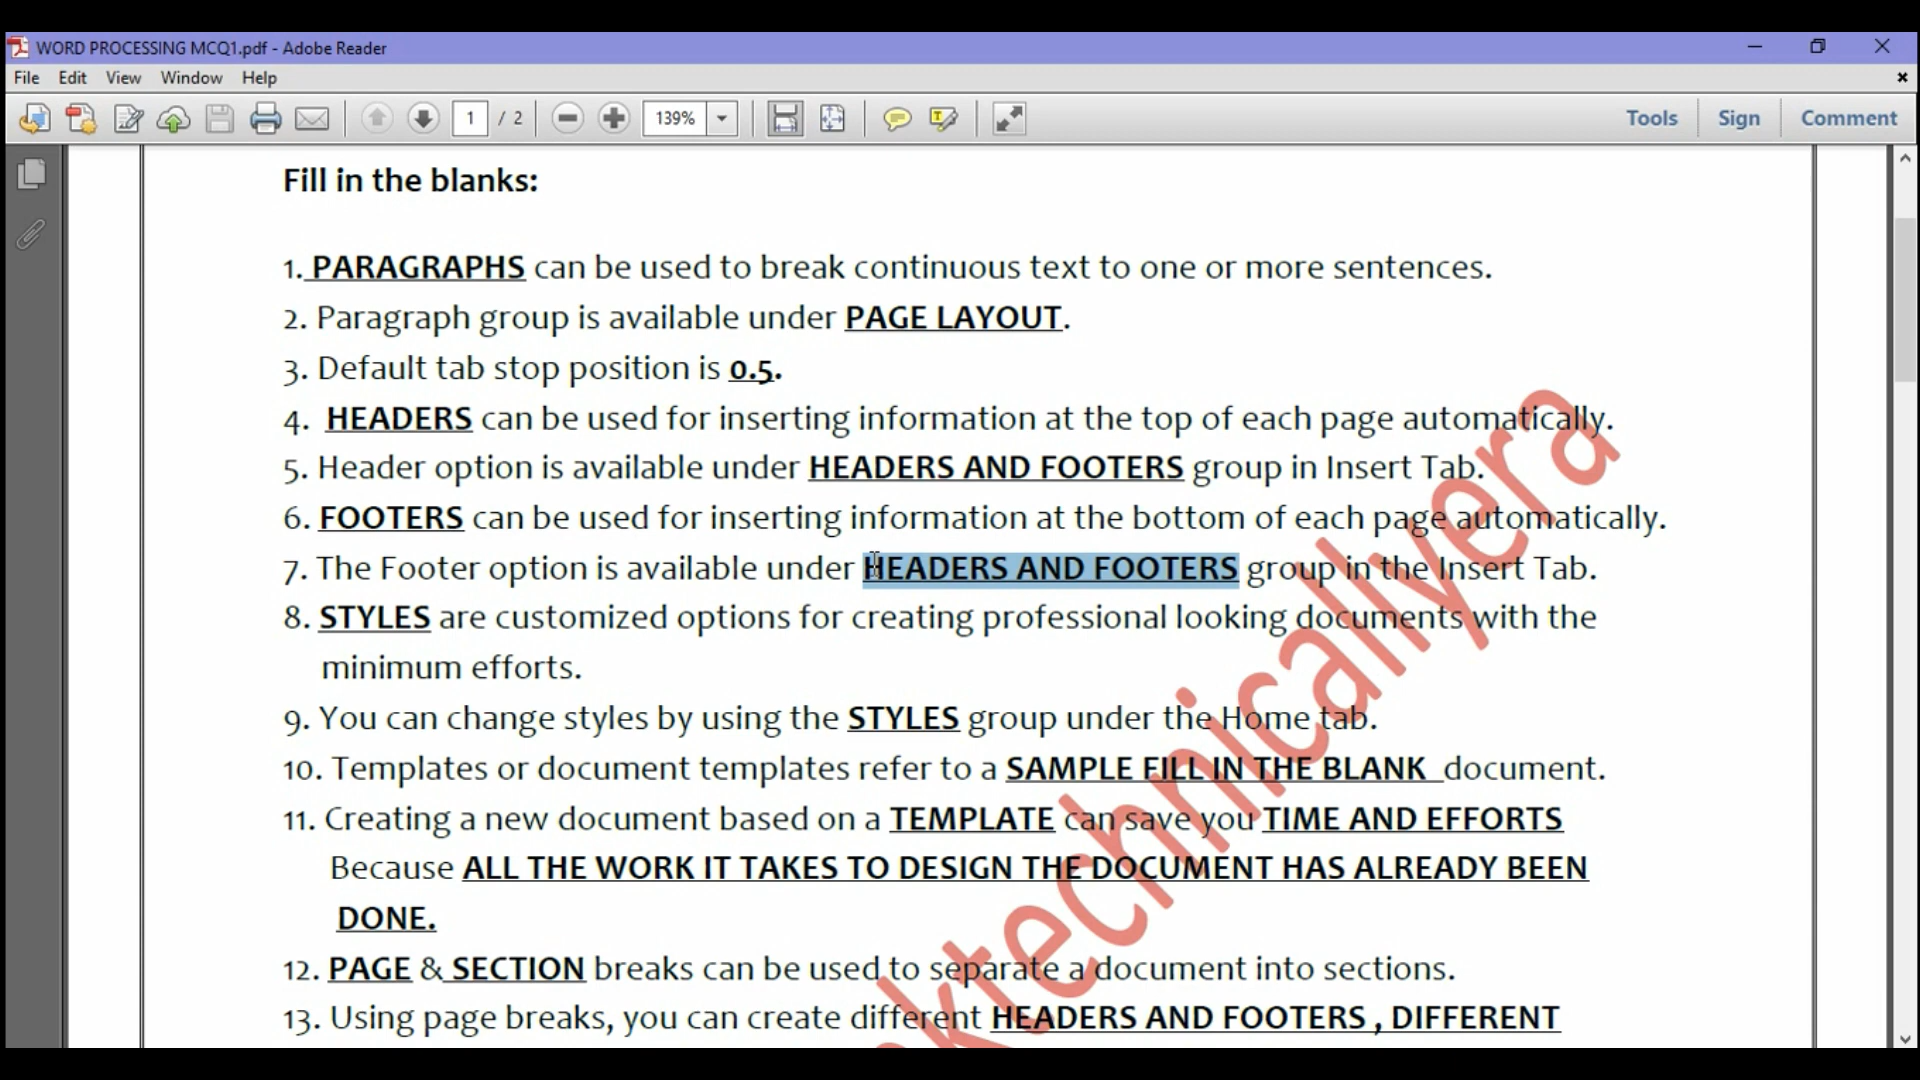 WORD PROCESSING MCQ1.pdf - Adobe Reader
File Edit View Window Help
1 / 2 139% Tools Sign Comment
Fill in the blanks:
1. PARAGRAPHS can be used to break continuous text to one or more sentences.
2. Paragraph group is available under PAGE LAYOUT.
3. Default tab stop position is 0.5.
4. HEADERS can be used for inserting information at the top of each page automatically.
5. Header option is available under HEADERS AND FOOTERS group in Insert Tab.
6. FOOTERS can be used for inserting information at the bottom of each page automatically.
7. The Footer option is available under HEADERS AND FOOTERS group in the Insert Tab.
8. STYLES are customized options for creating professional looking documents with the
minimum efforts.
9. You can change styles by using the STYLES group under the Home tab.
10. Templates or document templates refer to a SAMPLE FILL IN THE BLANK document.
11. Creating a new document based on a TEMPLATE can save you TIME AND EFFORTS
Because ALL THE WORK IT TAKES TO DESIGN THE DOCUMENT HAS ALREADY BEEN
DONE.
12. PAGE & SECTION breaks can be used to separate a document into sections.
13. Using page breaks, you can create different HEADERS AND FOOTERS , DIFFERENT
ktechnicallyera